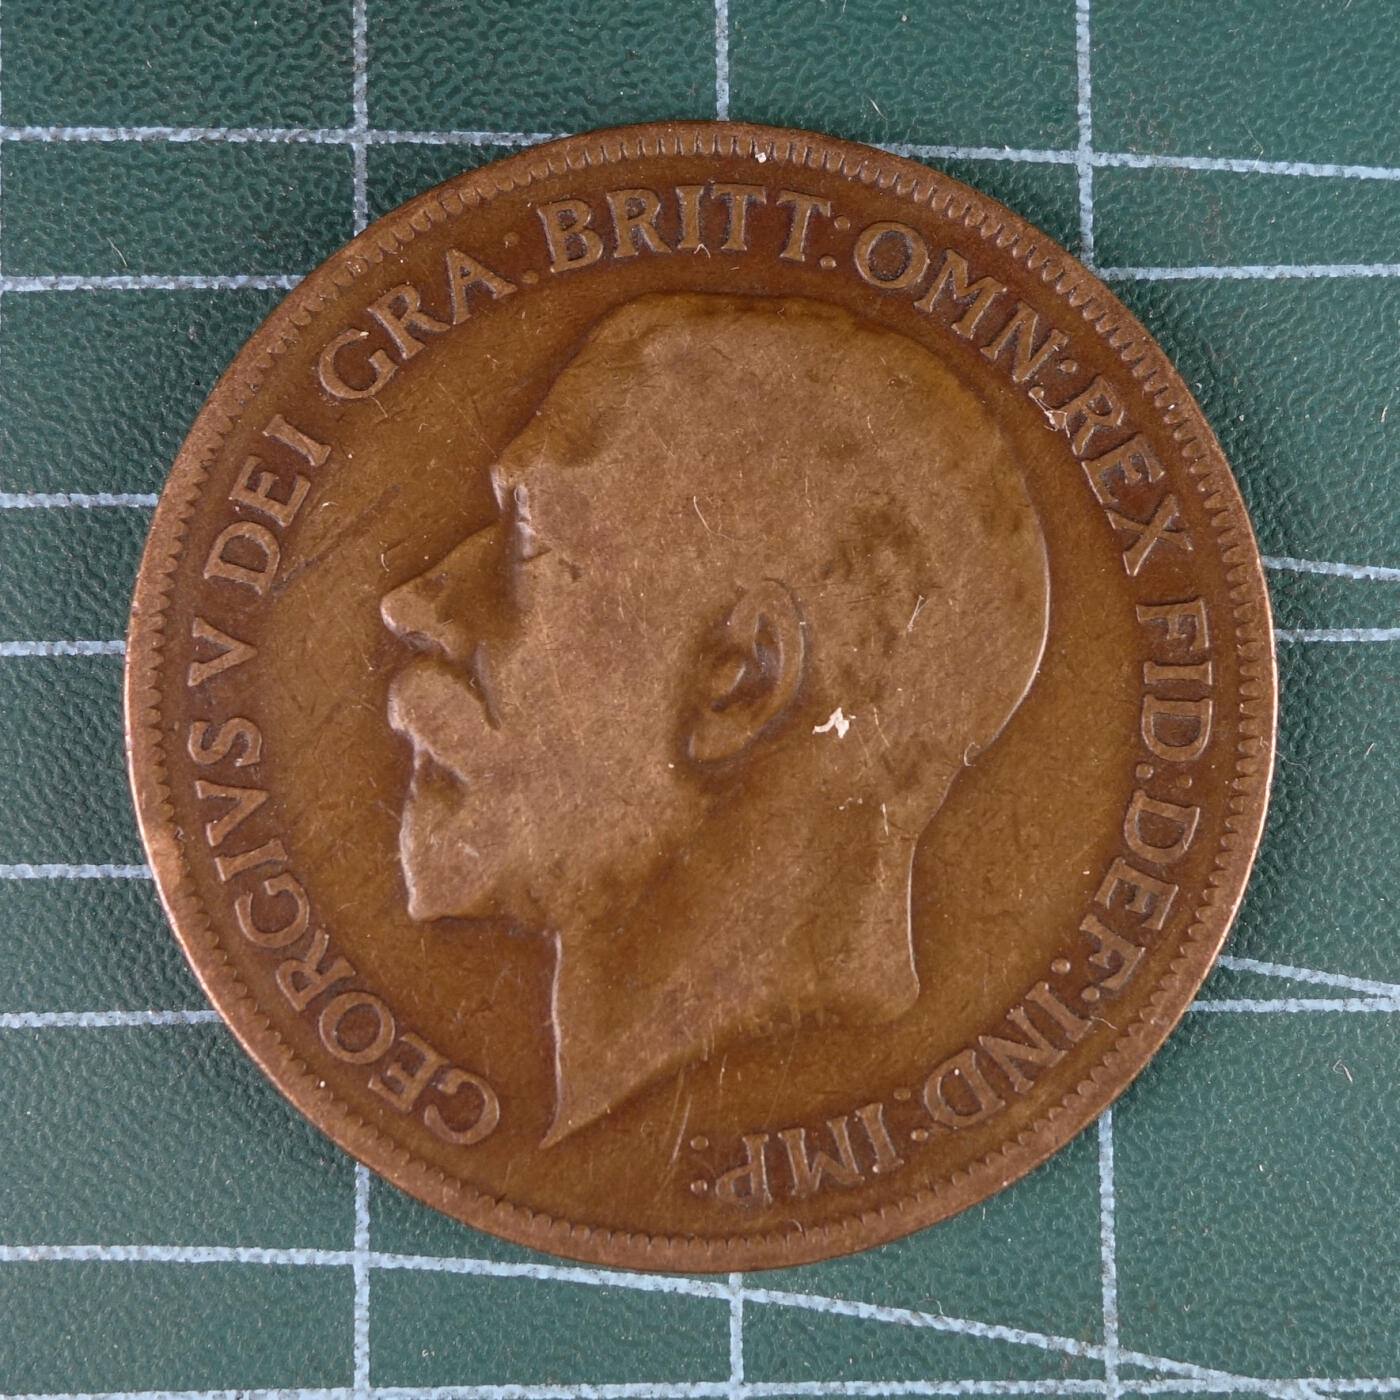 GEORGIVS V DEI GRA: BRITT: OMN: REX FID: DEF: IND: IMP: